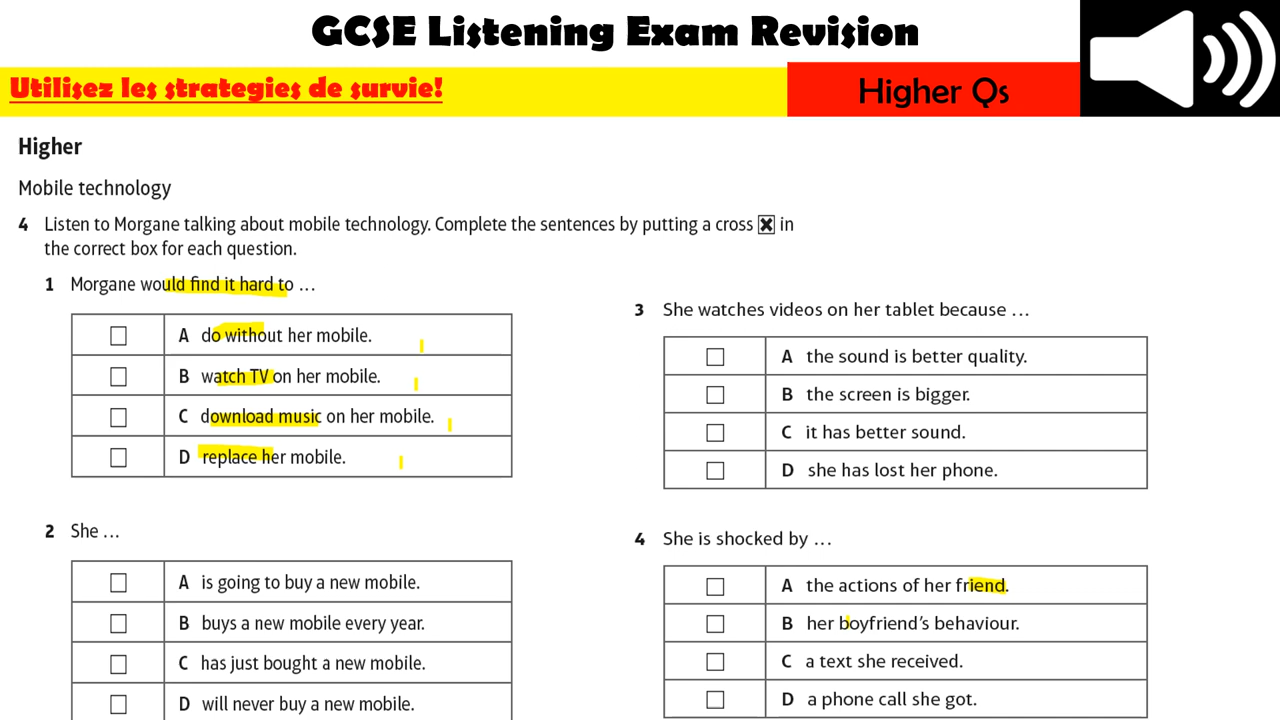 GCSE Listening Exam Revision
Utilisez les strategies de survie!
Higher Qs
Higher
Mobile technology
4 Listen to Morgane talking about mobile technology. Complete the sentences by putting a cross ☒ in
the correct box for each question.
1 Morgane would find it hard to …
A do without her mobile.
B watch TV on her mobile.
C download music on her mobile.
D replace her mobile.
2 She …
A is going to buy a new mobile.
B buys a new mobile every year.
C has just bought a new mobile.
D will never buy a new mobile.
3 She watches videos on her tablet because …
A the sound is better quality.
B the screen is bigger.
C it has better sound.
D she has lost her phone.
4 She is shocked by …
A the actions of her friend.
B her boyfriend's behaviour.
C a text she received.
D a phone call she got.